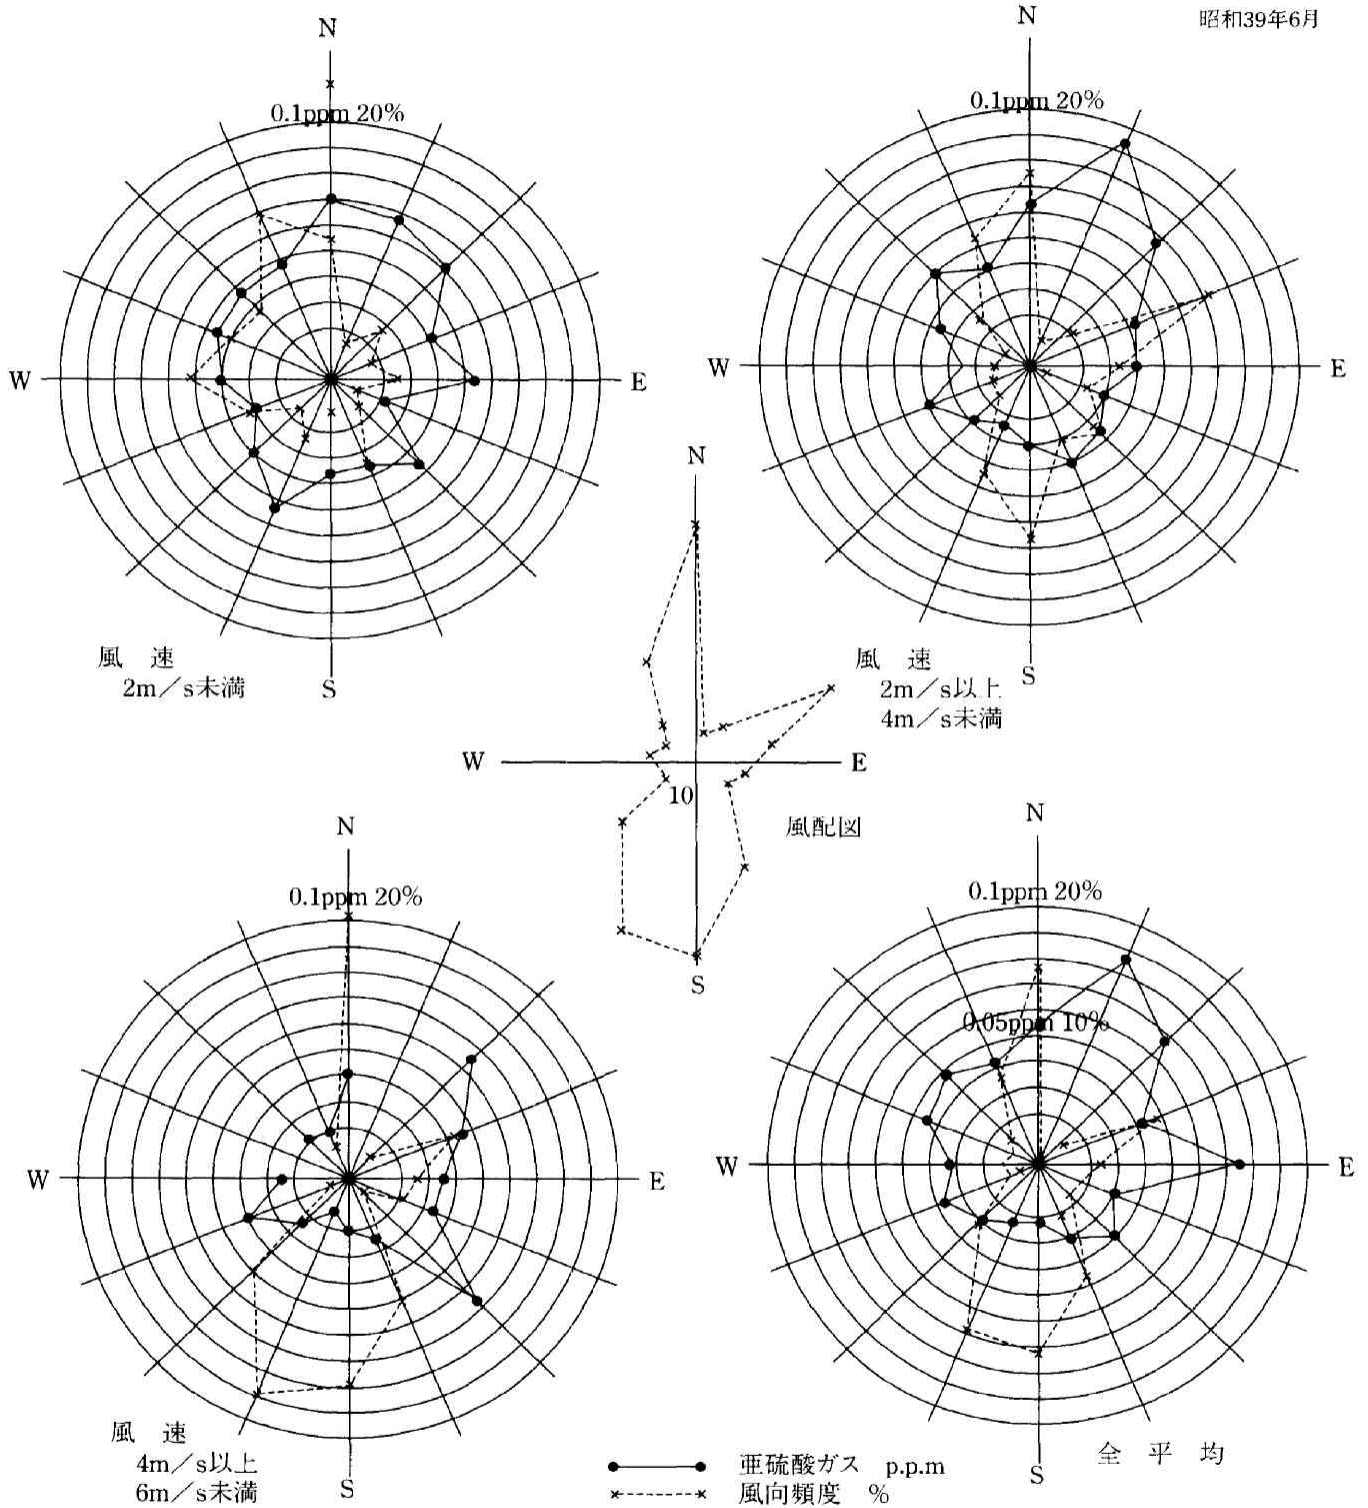 昭和39年6月
N
0.1ppm 20%
W
E
S
風 速
2m/s未満
N
0.1ppm 20%
W
E
S
風 速
2m/s以上
4m/s未満
N
W
E
10
S
風配図
N
0.1ppm 20%
W
E
S
風 速
4m/s以上
6m/s未満
N
0.1ppm 20%
0.05ppm 10%
W
E
S
全 平 均
亜硫酸ガス p.p.m
風向頻度 %